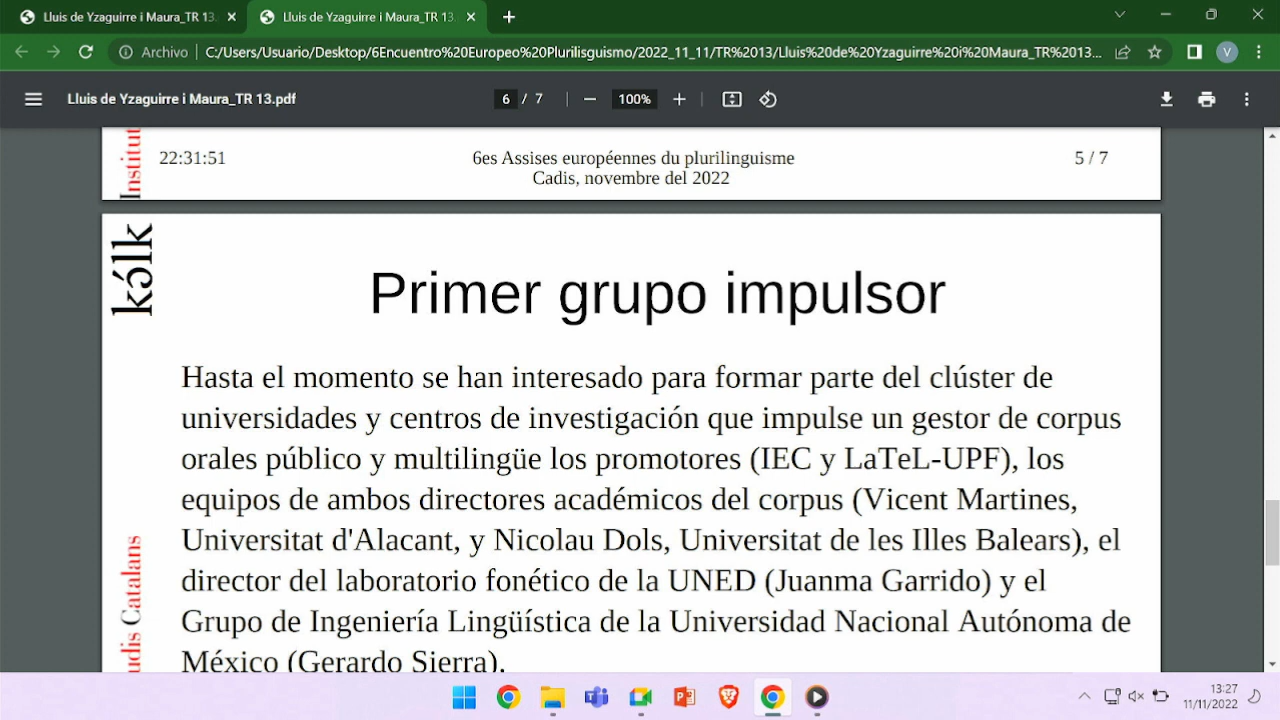 Lluis de Yzaguirre i Maura_TR 13.
Lluis de Yzaguirre i Maura_TR 13.
Archivo
C:/Users/Usuario/Desktop/6Encuentro%20Europeo%20Plurilisguismo/2022_11_11/TR%2013/Lluis%20de%20Yzaguirre%20i%20Maura_TR%2013...
V
Lluis de Yzaguirre i Maura_TR 13.pdf
6 / 7
100%
Institut
22:31:51
6es Assises européennes du plurilinguisme
Cadis, novembre del 2022
5 / 7
kə́lk
Primer grupo impulsor
Hasta el momento se han interesado para formar parte del clúster de
universidades y centros de investigación que impulse un gestor de corpus
orales público y multilingüe los promotores (IEC y LaTeL-UPF), los
equipos de ambos directores académicos del corpus (Vicent Martines,
Universitat d'Alacant, y Nicolau Dols, Universitat de les Illes Balears), el
director del laboratorio fonético de la UNED (Juanma Garrido) y el
Grupo de Ingeniería Lingüística de la Universidad Nacional Autónoma de
México (Gerardo Sierra).
udis Catalans
13:27
11/11/2022